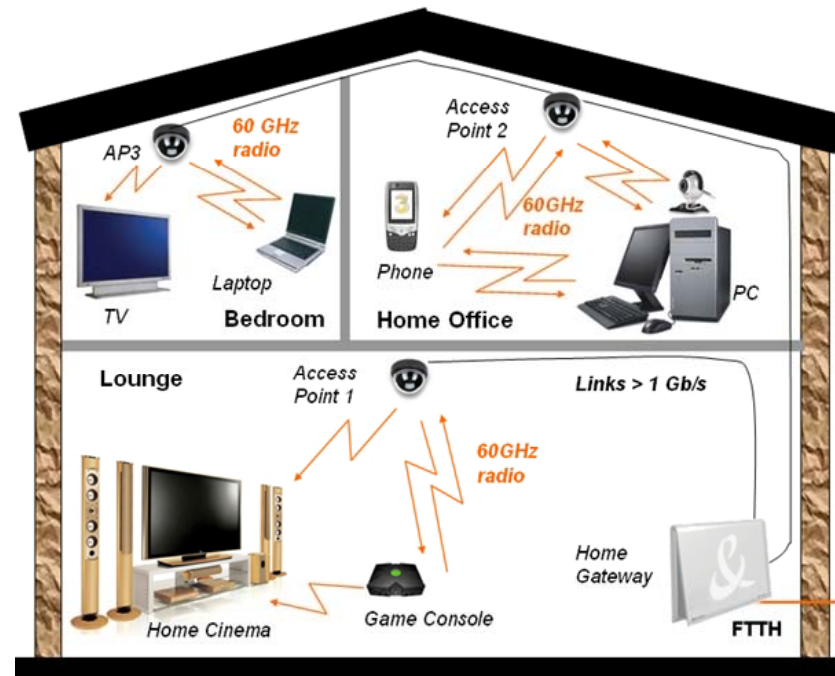 AP3
60 GHz
radio
TV
Laptop
Bedroom
Access
Point 2
3
60GHz
radio
Phone
PC
Home Office
Lounge
Access
Point 1
Links > 1 Gb/s
60GHz
radio
Home Cinema
Game Console
Home
Gateway
&
FTTH